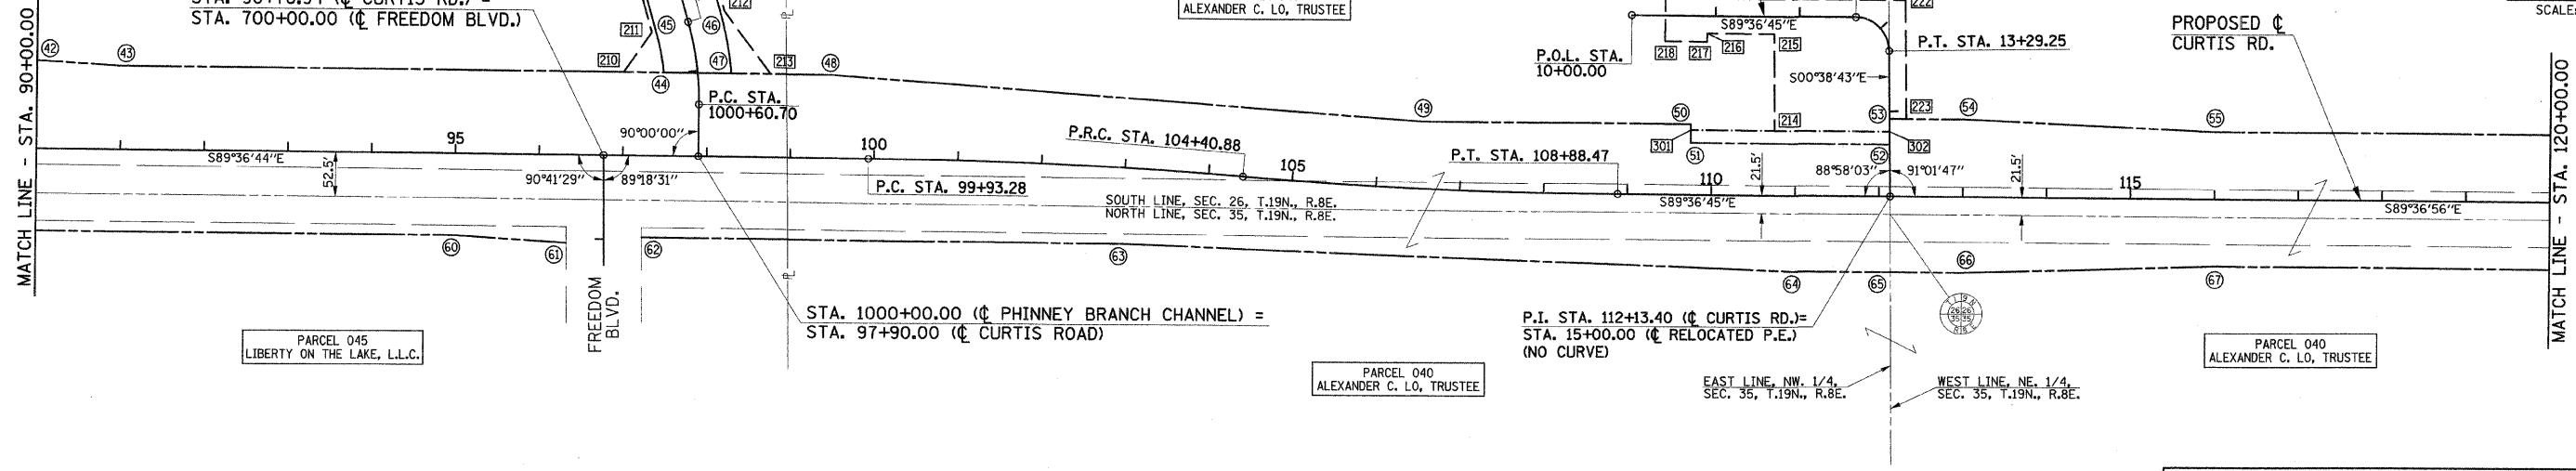 STA. 700+00.00 (℄ FREEDOM BLVD.)
ALEXANDER C. LO, TRUSTEE
MATCH LINE - STA. 90+00.00
42
43
210
211
44
45
46
47
212
213
℄
48
P.C. STA.
1000+60.70
90°00'00"
S89°36'44"E
52.5'
95
90°41'29"
89°18'31"
100
P.C. STA. 99+93.28
P.R.C. STA. 104+40.88
105
SOUTH LINE, SEC. 26, T.19N., R.8E.
NORTH LINE, SEC. 35, T.19N., R.8E.
49
P.T. STA. 108+88.47
P.O.L. STA.
10+00.00
S89°36'45"E
218
217
216
215
222
P.T. STA. 13+29.25
S00°38'43"E
50
214
53
223
54
55
301
51
52
302
110
21.5'
88°58'03"
91°01'47"
21.5'
115
S89°36'45"E
S89°36'56"E
PROPOSED ℄
CURTIS RD.
SCALE:
MATCH LINE - STA. 120+00.00
60
61
62
63
64
65
66
67
FREEDOM
BLVD.
PL
STA. 1000+00.00 (℄ PHINNEY BRANCH CHANNEL) =
STA. 97+90.00 (℄ CURTIS ROAD)
P.I. STA. 112+13.40 (℄ CURTIS RD.)=
STA. 15+00.00 (℄ RELOCATED P.E.)
(NO CURVE)
T 19 N
26 26
35 35
R 8 E
PARCEL 045
LIBERTY ON THE LAKE, L.L.C.
PARCEL 040
ALEXANDER C. LO, TRUSTEE
EAST LINE, NW. 1/4,
SEC. 35, T.19N., R.8E.
WEST LINE, NE. 1/4,
SEC. 35, T.19N., R.8E.
PARCEL 040
ALEXANDER C. LO, TRUSTEE